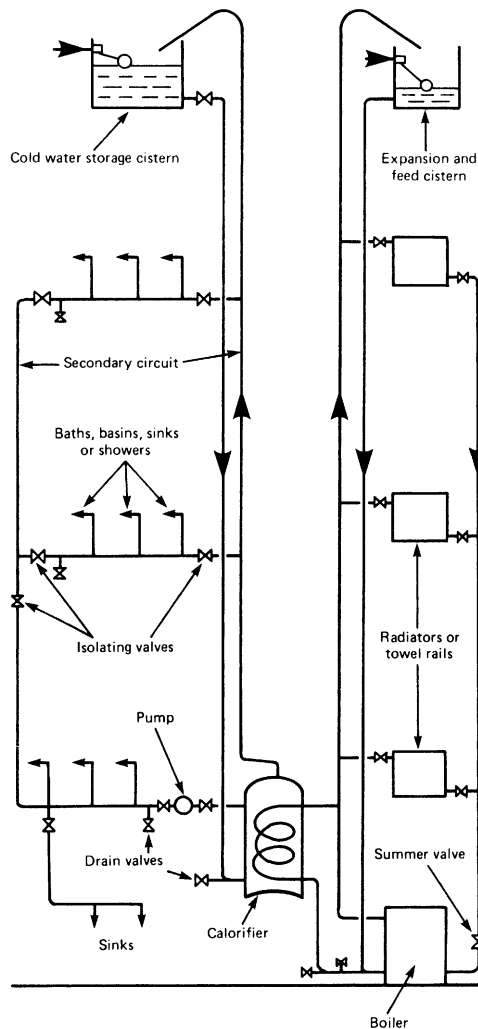 Cold water storage cistern
Expansion and
feed cistern
Secondary circuit
Baths, basins, sinks
or showers
Isolating valves
Radiators or
towel rails
Pump
Drain valves
Summer valve
Calorifier
Sinks
Boiler